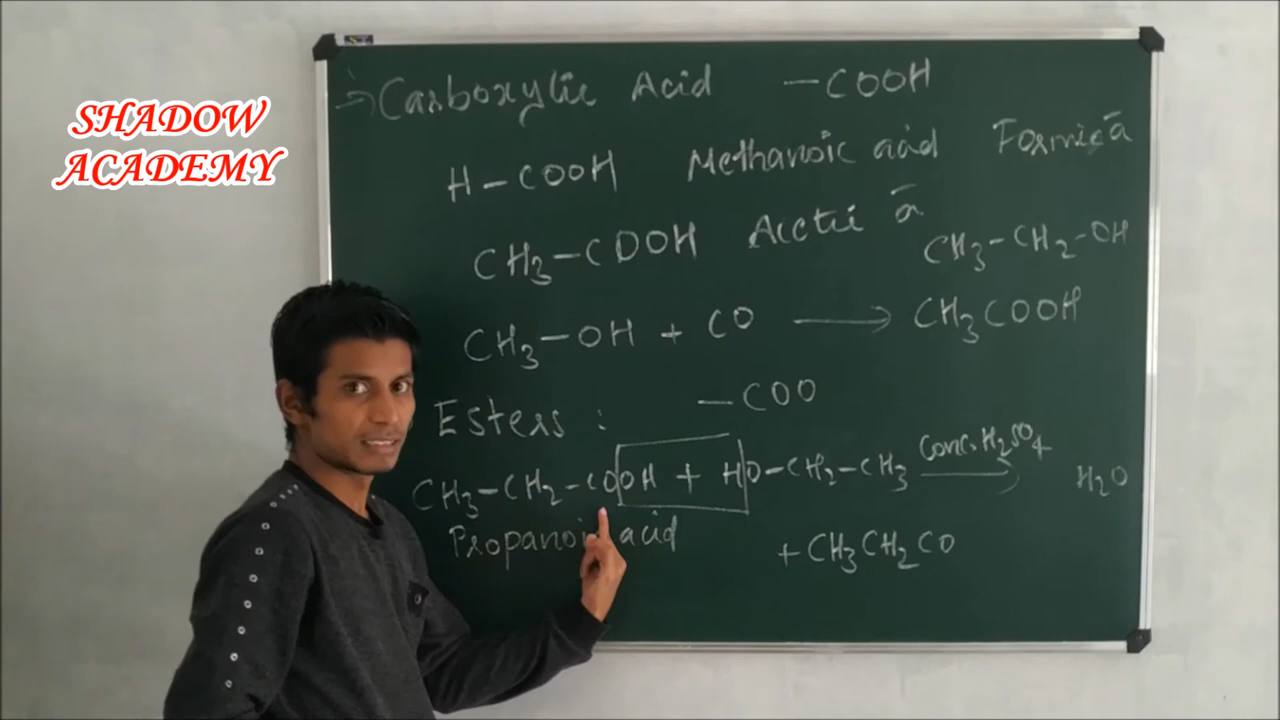 SHADOW
ACADEMY
→ Carboxylic Acid —COOH
H—COOH Methanoic acid Formic a
CH3—COOH Acetic a
CH3—CH2—OH
CH3—OH + CO ⟶ CH3COOH
Esters : —COO
CH3—CH2—COOH + HO—CH2—CH3 Conc. H2SO4 ⟶ H2O
Propanoic acid + CH3CH2CO